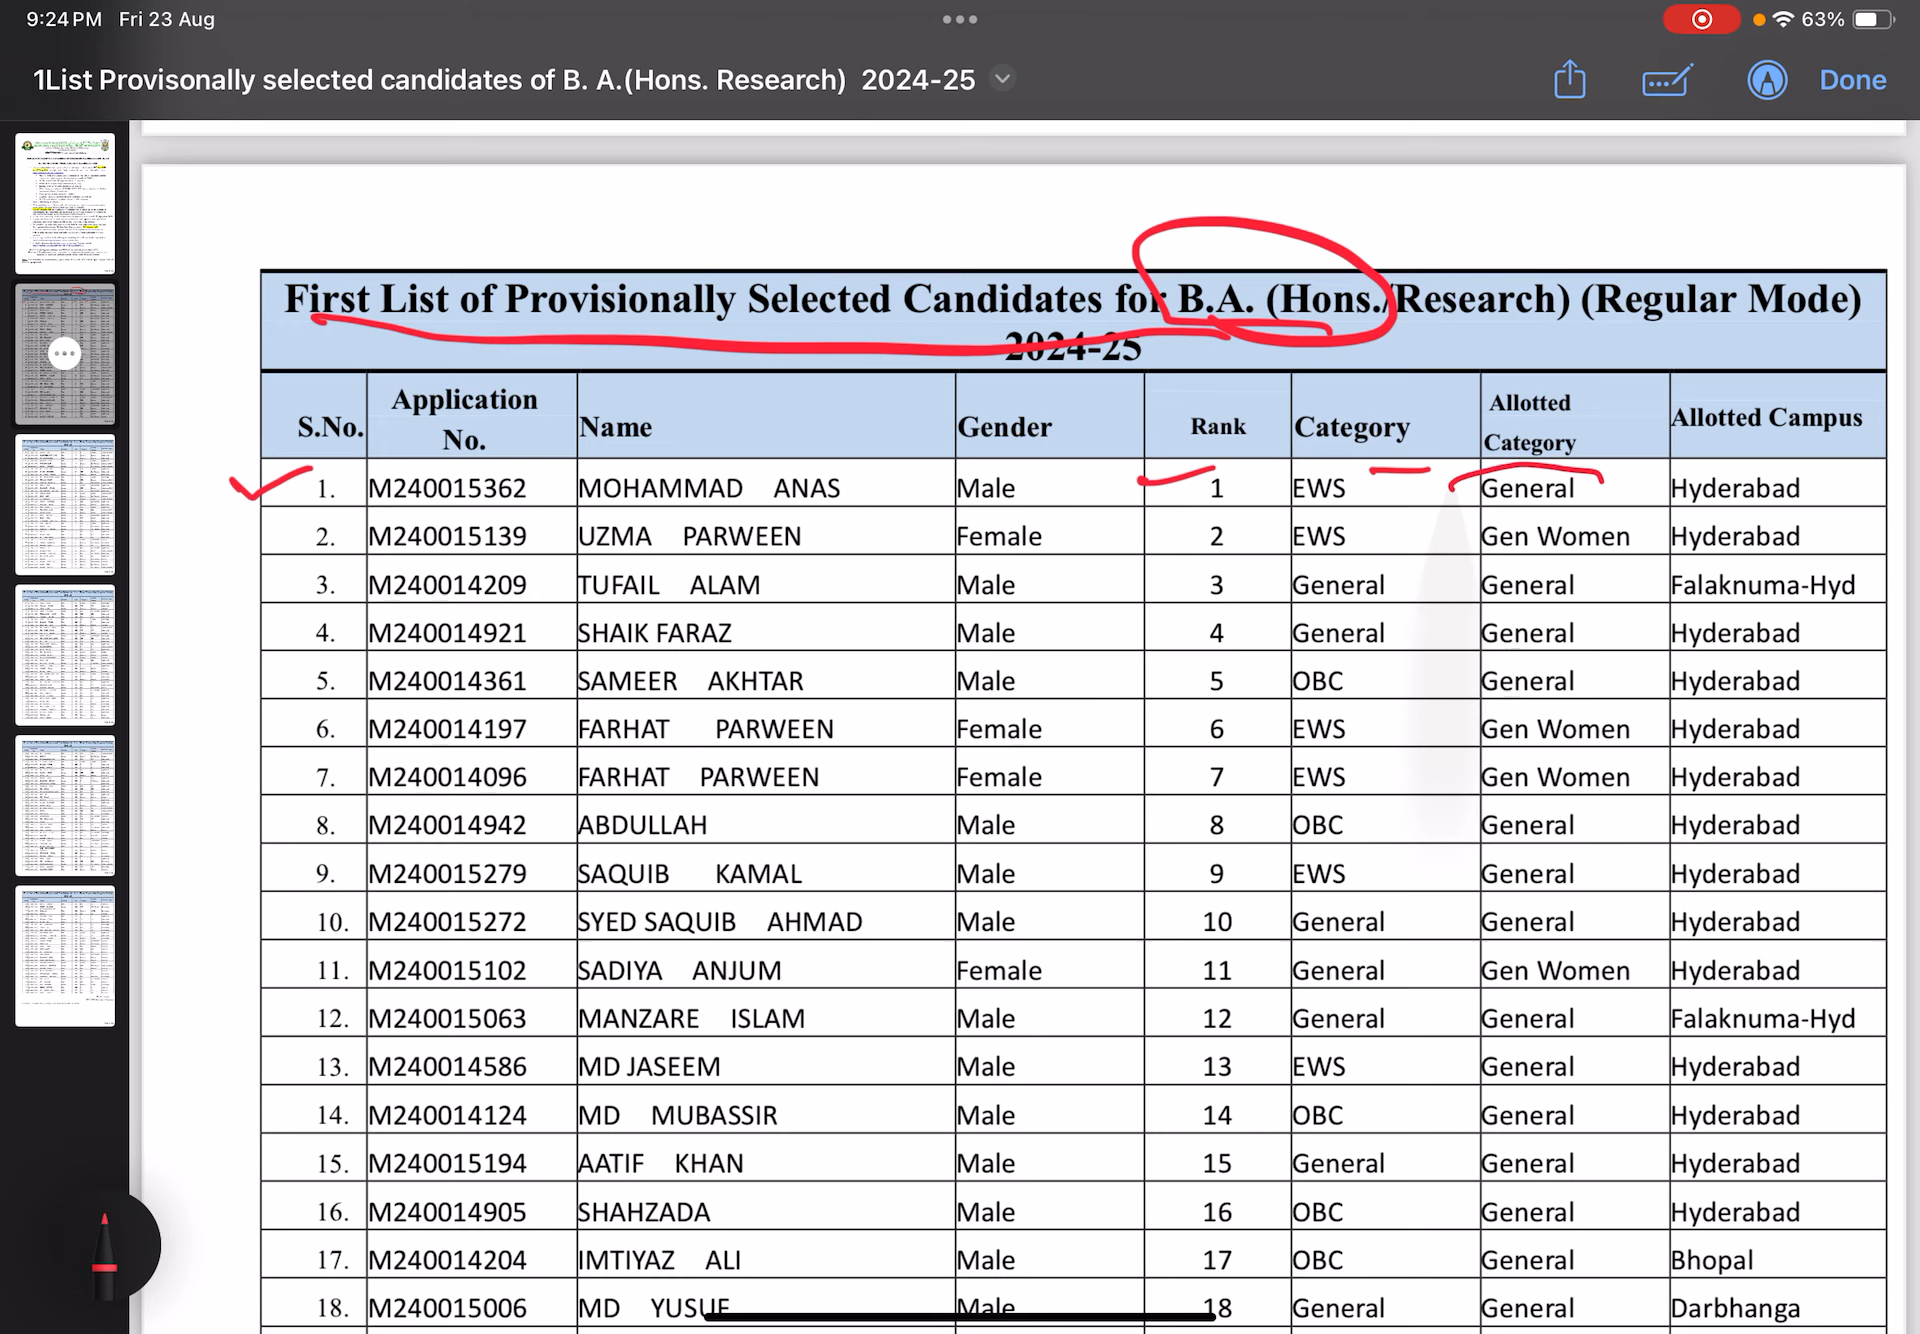 9:24 PM Fri 23 Aug
63%
1List Provisonally selected candidates of B. A.(Hons. Research) 2024-25
Done
First List of Provisionally Selected Candidates for B.A. (Hons./Research) (Regular Mode)
2024-25
S.No. Application No. Name Gender Rank Category Allotted Category Allotted Campus
1. M240015362 MOHAMMAD ANAS Male 1 EWS General Hyderabad
2. M240015139 UZMA PARWEEN Female 2 EWS Gen Women Hyderabad
3. M240014209 TUFAIL ALAM Male 3 General General Falaknuma-Hyd
4. M240014921 SHAIK FARAZ Male 4 General General Hyderabad
5. M240014361 SAMEER AKHTAR Male 5 OBC General Hyderabad
6. M240014197 FARHAT PARWEEN Female 6 EWS Gen Women Hyderabad
7. M240014096 FARHAT PARWEEN Female 7 EWS Gen Women Hyderabad
8. M240014942 ABDULLAH Male 8 OBC General Hyderabad
9. M240015279 SAQUIB KAMAL Male 9 EWS General Hyderabad
10. M240015272 SYED SAQUIB AHMAD Male 10 General General Hyderabad
11. M240015102 SADIYA ANJUM Female 11 General Gen Women Hyderabad
12. M240015063 MANZARE ISLAM Male 12 General General Falaknuma-Hyd
13. M240014586 MD JASEEM Male 13 EWS General Hyderabad
14. M240014124 MD MUBASSIR Male 14 OBC General Hyderabad
15. M240015194 AATIF KHAN Male 15 General General Hyderabad
16. M240014905 SHAHZADA Male 16 OBC General Hyderabad
17. M240014204 IMTIYAZ ALI Male 17 OBC General Bhopal
18. M240015006 MD YUSUF Male 18 General General Darbhanga